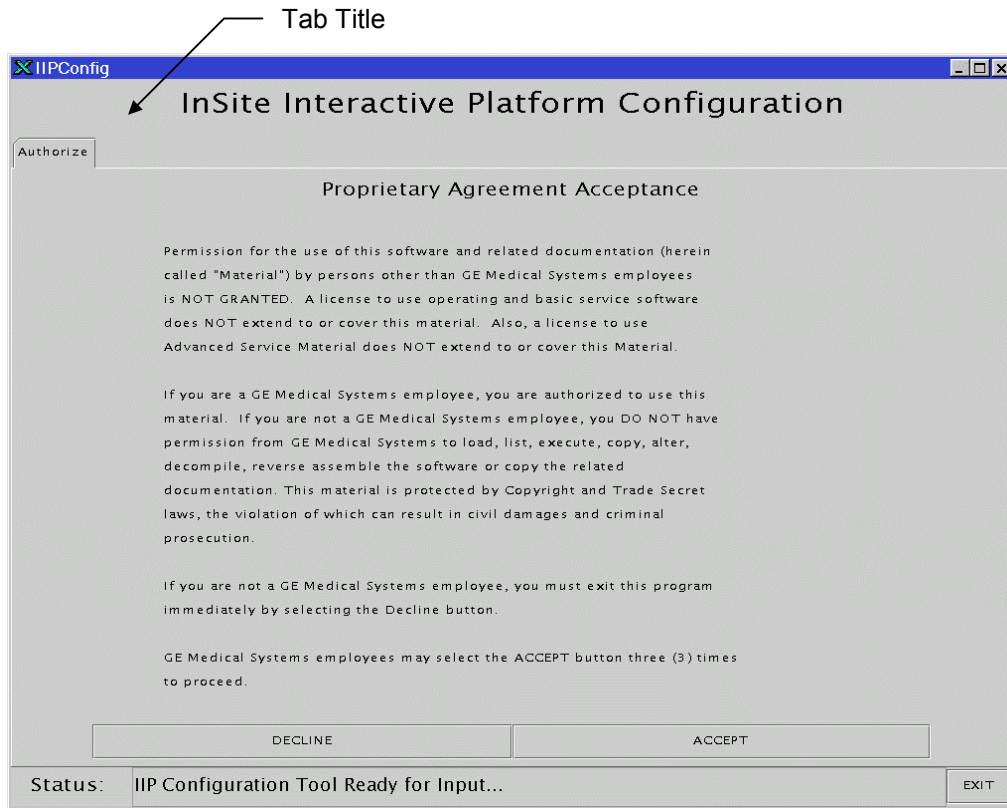 Tab Title
IIPConfig
InSite Interactive Platform Configuration
Authorize
Proprietary Agreement Acceptance
Permission for the use of this software and related documentation (herein
called "Material") by persons other than GE Medical Systems employees
is NOT GRANTED. A license to use operating and basic service software
does NOT extend to or cover this material. Also, a license to use
Advanced Service Material does NOT extend to or cover this Material.
If you are a GE Medical Systems employee, you are authorized to use this
material. If you are not a GE Medical Systems employee, you DO NOT have
permission from GE Medical Systems to load, list, execute, copy, alter,
decompile, reverse assemble the software or copy the related
documentation. This material is protected by Copyright and Trade Secret
laws, the violation of which can result in civil damages and criminal
prosecution.
If you are not a GE Medical Systems employee, you must exit this program
immediately by selecting the Decline button.
GE Medical Systems employees may select the ACCEPT button three (3) times
to proceed.
DECLINE ACCEPT
Status: IIP Configuration Tool Ready for Input... EXIT